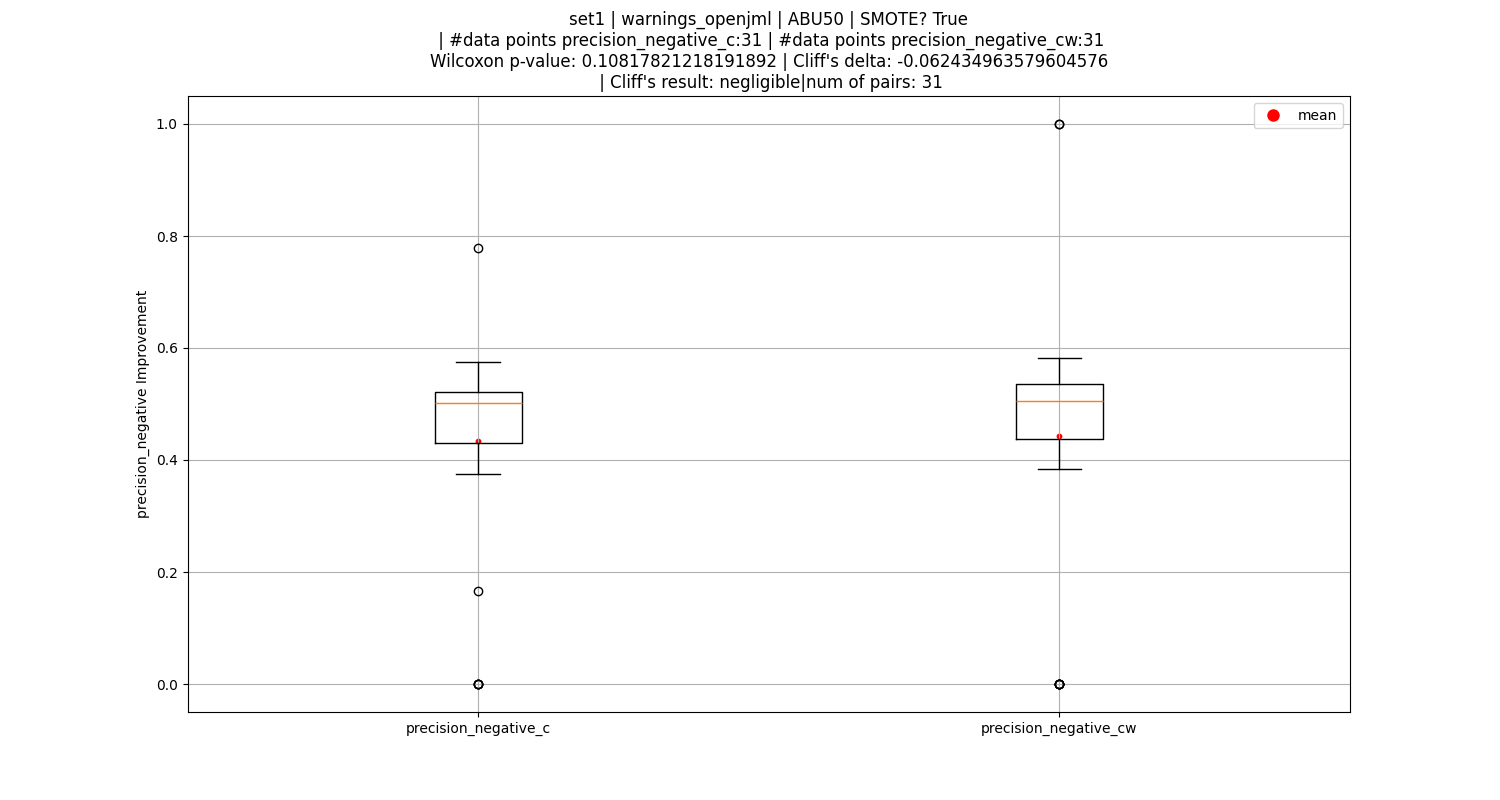 set1 | warnings_openjml | ABU50 | SMOTE? True
| #data points precision_negative_c:31 | #data points precision_negative_cw:31
Wilcoxon p-value: 0.10817821218191892 | Cliff's delta: -0.062434963579604576
| Cliff's result: negligible|num of pairs: 31
mean
1.0
0.8
0.6
0.4
0.2
0.0
precision_negative Improvement
precision_negative_c
precision_negative_cw